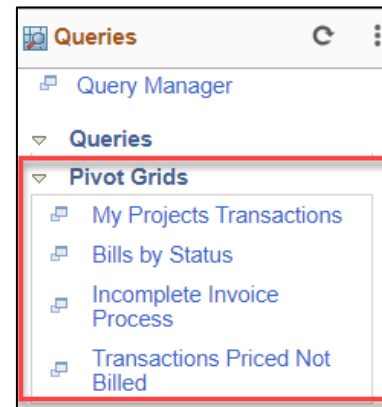 Queries
Query Manager
Queries
Pivot Grids
My Projects Transactions
Bills by Status
Incomplete Invoice
Process
Transactions Priced Not
Billed